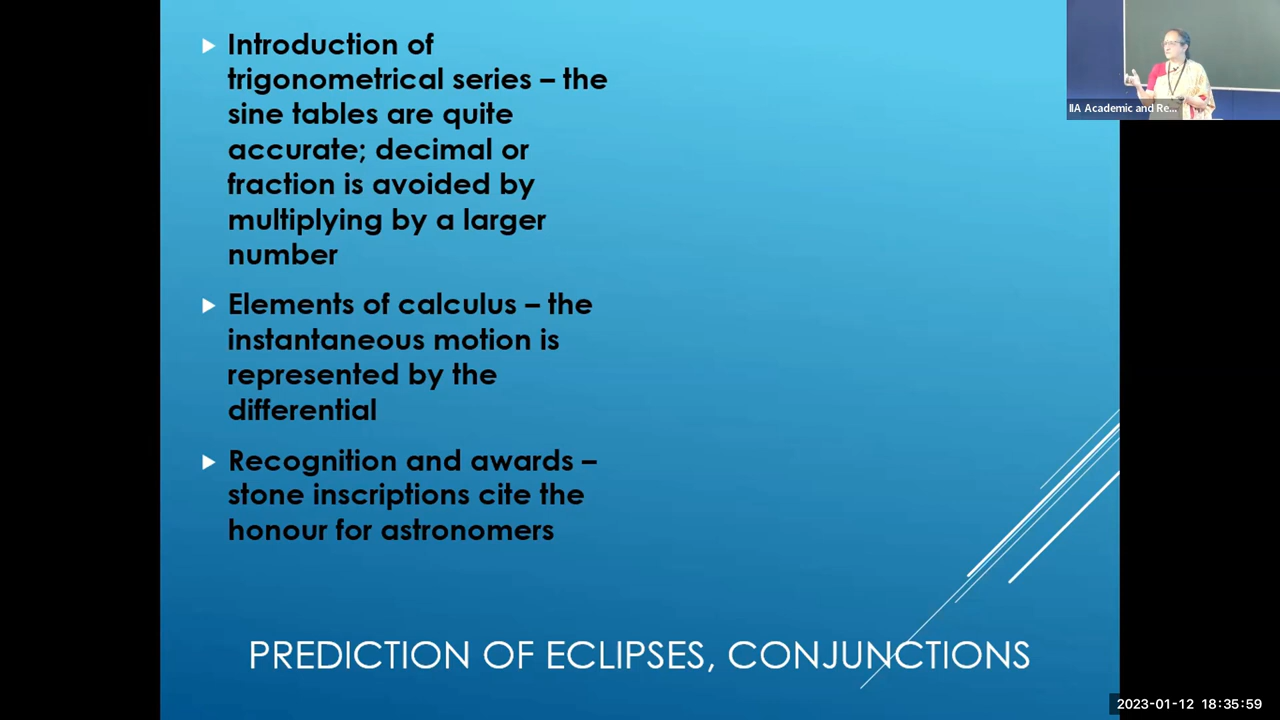 Introduction of
trigonometrical series – the
sine tables are quite
accurate; decimal or
fraction is avoided by
multiplying by a larger
number
Elements of calculus – the
instantaneous motion is
represented by the
differential
Recognition and awards –
stone inscriptions cite the
honour for astronomers
PREDICTION OF ECLIPSES, CONJUNCTIONS
IIA Academic and Re...
2023-01-12 18:35:59